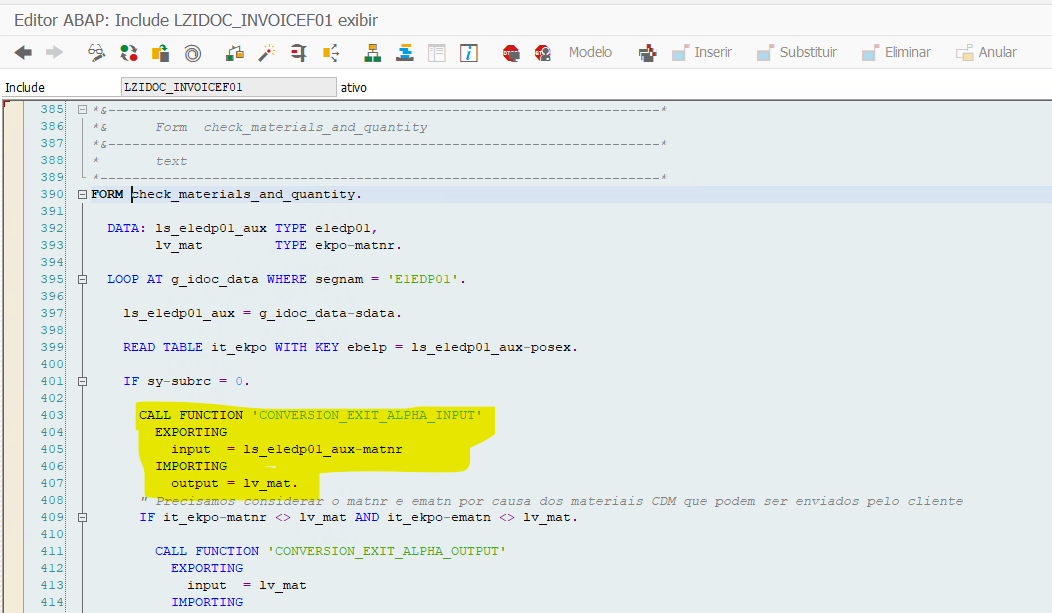 Editor ABAP: Include LZIDOC_INVOICEF01 exibir
Modelo Inserir Substituir Eliminar Anular
Include LZIDOC_INVOICEF01 ativo
385 *&---------------------------------------------------------------------*
386 *&      Form  check_materials_and_quantity
387 *&---------------------------------------------------------------------*
388 *       text
389 *----------------------------------------------------------------------*
390 FORM check_materials_and_quantity.
391
392   DATA: ls_e1edp01_aux TYPE e1edp01,
393         lv_mat         TYPE ekpo-matnr.
394
395   LOOP AT g_idoc_data WHERE segnam = 'E1EDP01'.
396
397     ls_e1edp01_aux = g_idoc_data-sdata.
398
399     READ TABLE it_ekpo WITH KEY ebelp = ls_e1edp01_aux-posex.
400
401     IF sy-subrc = 0.
402
403       CALL FUNCTION 'CONVERSION_EXIT_ALPHA_INPUT'
404         EXPORTING
405           input  = ls_e1edp01_aux-matnr
406         IMPORTING
407           output = lv_mat.
408       " Precisamos considerar o matnr e ematn por causa dos materiais CDM que podem ser enviados pelo cliente
409       IF it_ekpo-matnr <> lv_mat AND it_ekpo-ematn <> lv_mat.
410
411         CALL FUNCTION 'CONVERSION_EXIT_ALPHA_OUTPUT'
412           EXPORTING
413             input  = lv_mat
414           IMPORTING